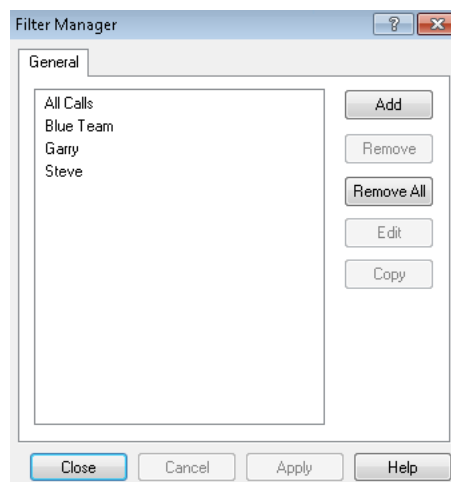 Filter Manager
General
All Calls
Blue Team
Garry
Steve
Add
Remove
Remove All
Edit
Copy
Close
Cancel
Apply
Help